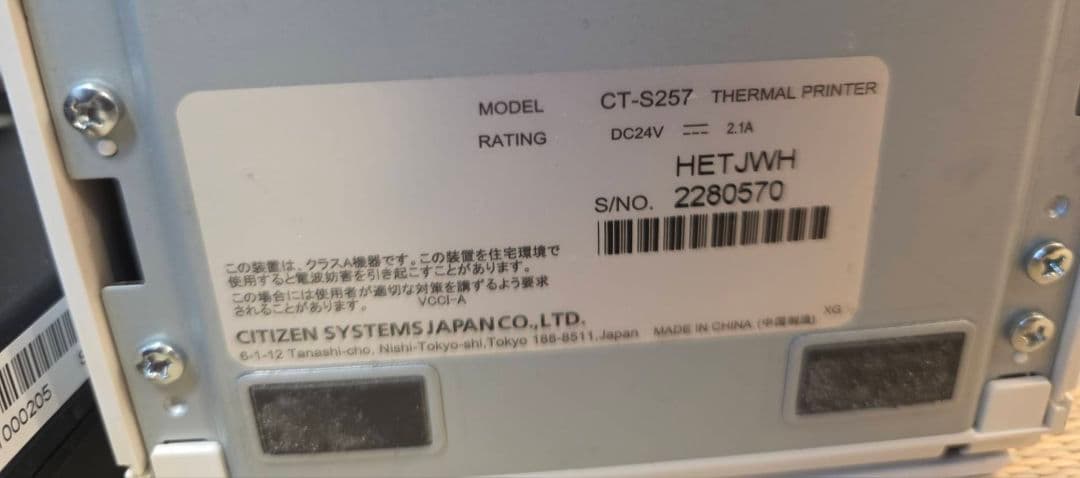 MODEL CT-S257 THERMAL PRINTER
RATING DC24V ⎓ 2.1A
HETJWH
S/NO. 2280570
この装置は、クラスA機器です。この装置を住宅環境で
使用すると電波妨害を引き起こすことがあります。
この場合には使用者が適切な対策を講ずるよう要求
されることがあります。 VCCI-A
CITIZEN SYSTEMS JAPAN CO., LTD.
6-1-12 Tanashi-cho, Nishi-Tokyo-shi, Tokyo 188-8511, Japan MADE IN CHINA (中国製造) XG
000205